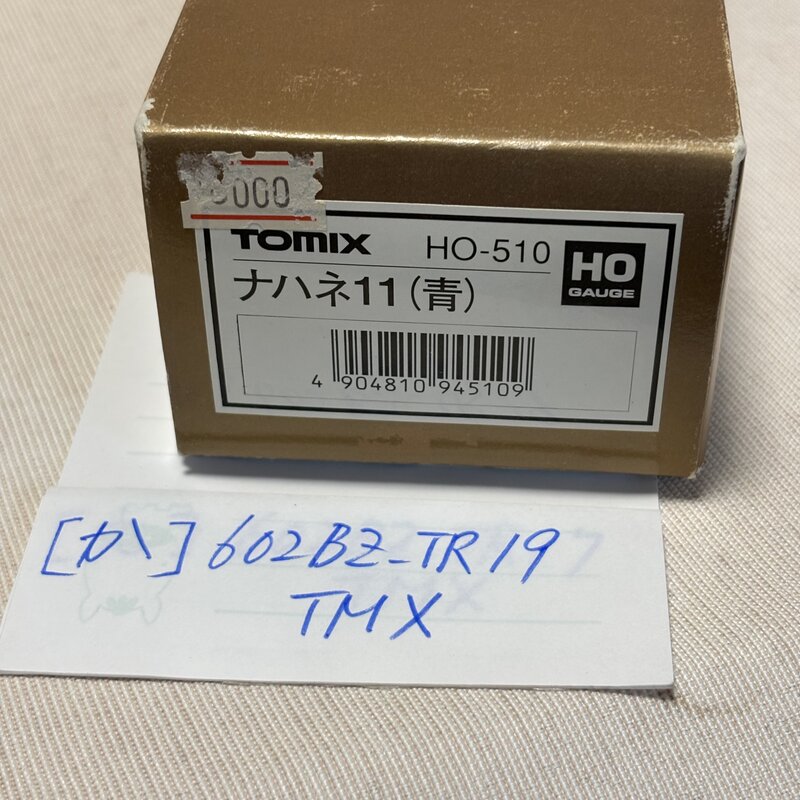 000
TOMIX HO-510 HO
GAUGE
ナハネ11(青)
4 904810 945109
[か] 602BZ-TR19
TMX